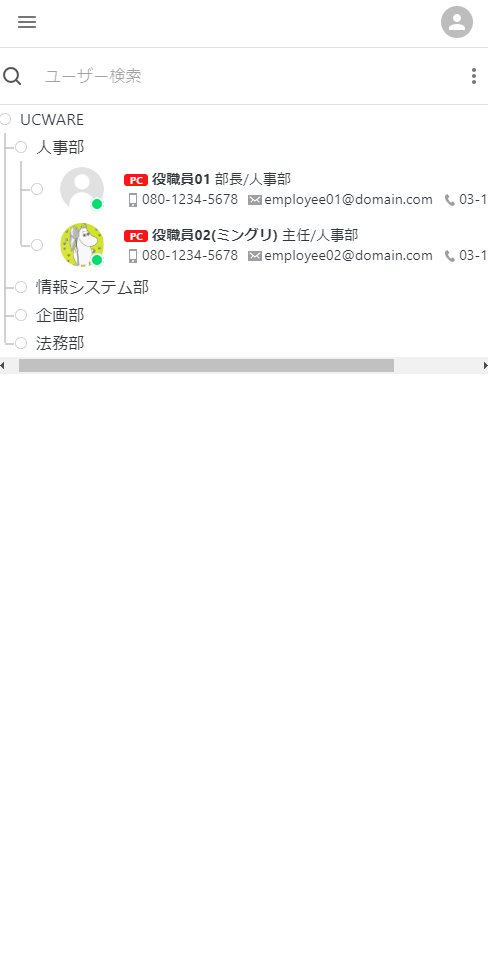 ユーザー検索
UCWARE
人事部
PC 役職員01 部長/人事部
080-1234-5678 employee01@domain.com 03-1
PC 役職員02(ミングリ) 主任/人事部
080-1234-5678 employee02@domain.com 03-1
情報システム部
企画部
法務部